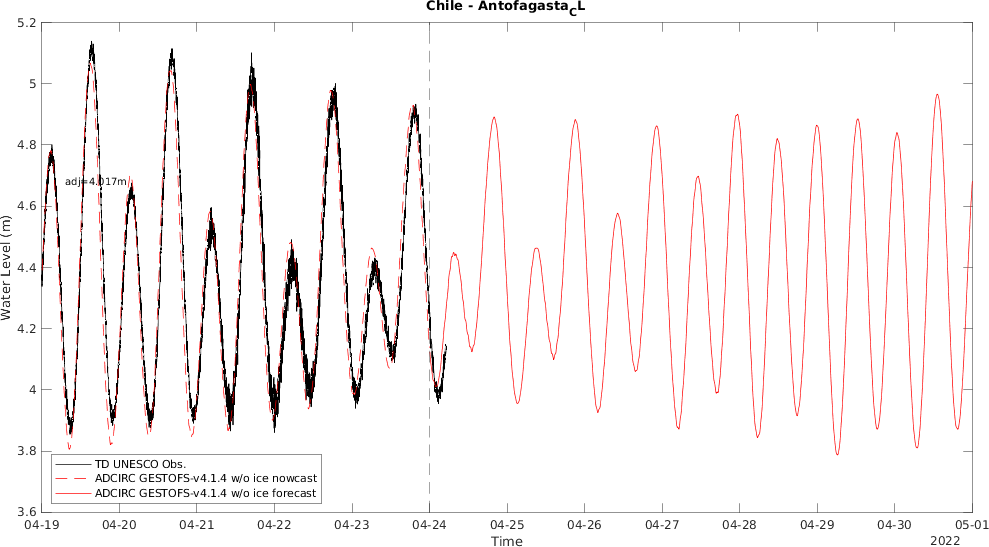 Chile - Antofagasta_CL
5.2
5
4.8
4.6
4.4
4.2
4
3.8
3.6
Water Level (m)
adj=4.017m
TD UNESCO Obs.
ADCIRC GESTOFS-v4.1.4 w/o ice nowcast
ADCIRC GESTOFS-v4.1.4 w/o ice forecast
04-19 04-20 04-21 04-22 04-23 04-24 04-25 04-26 04-27 04-28 04-29 04-30 05-01
Time
2022